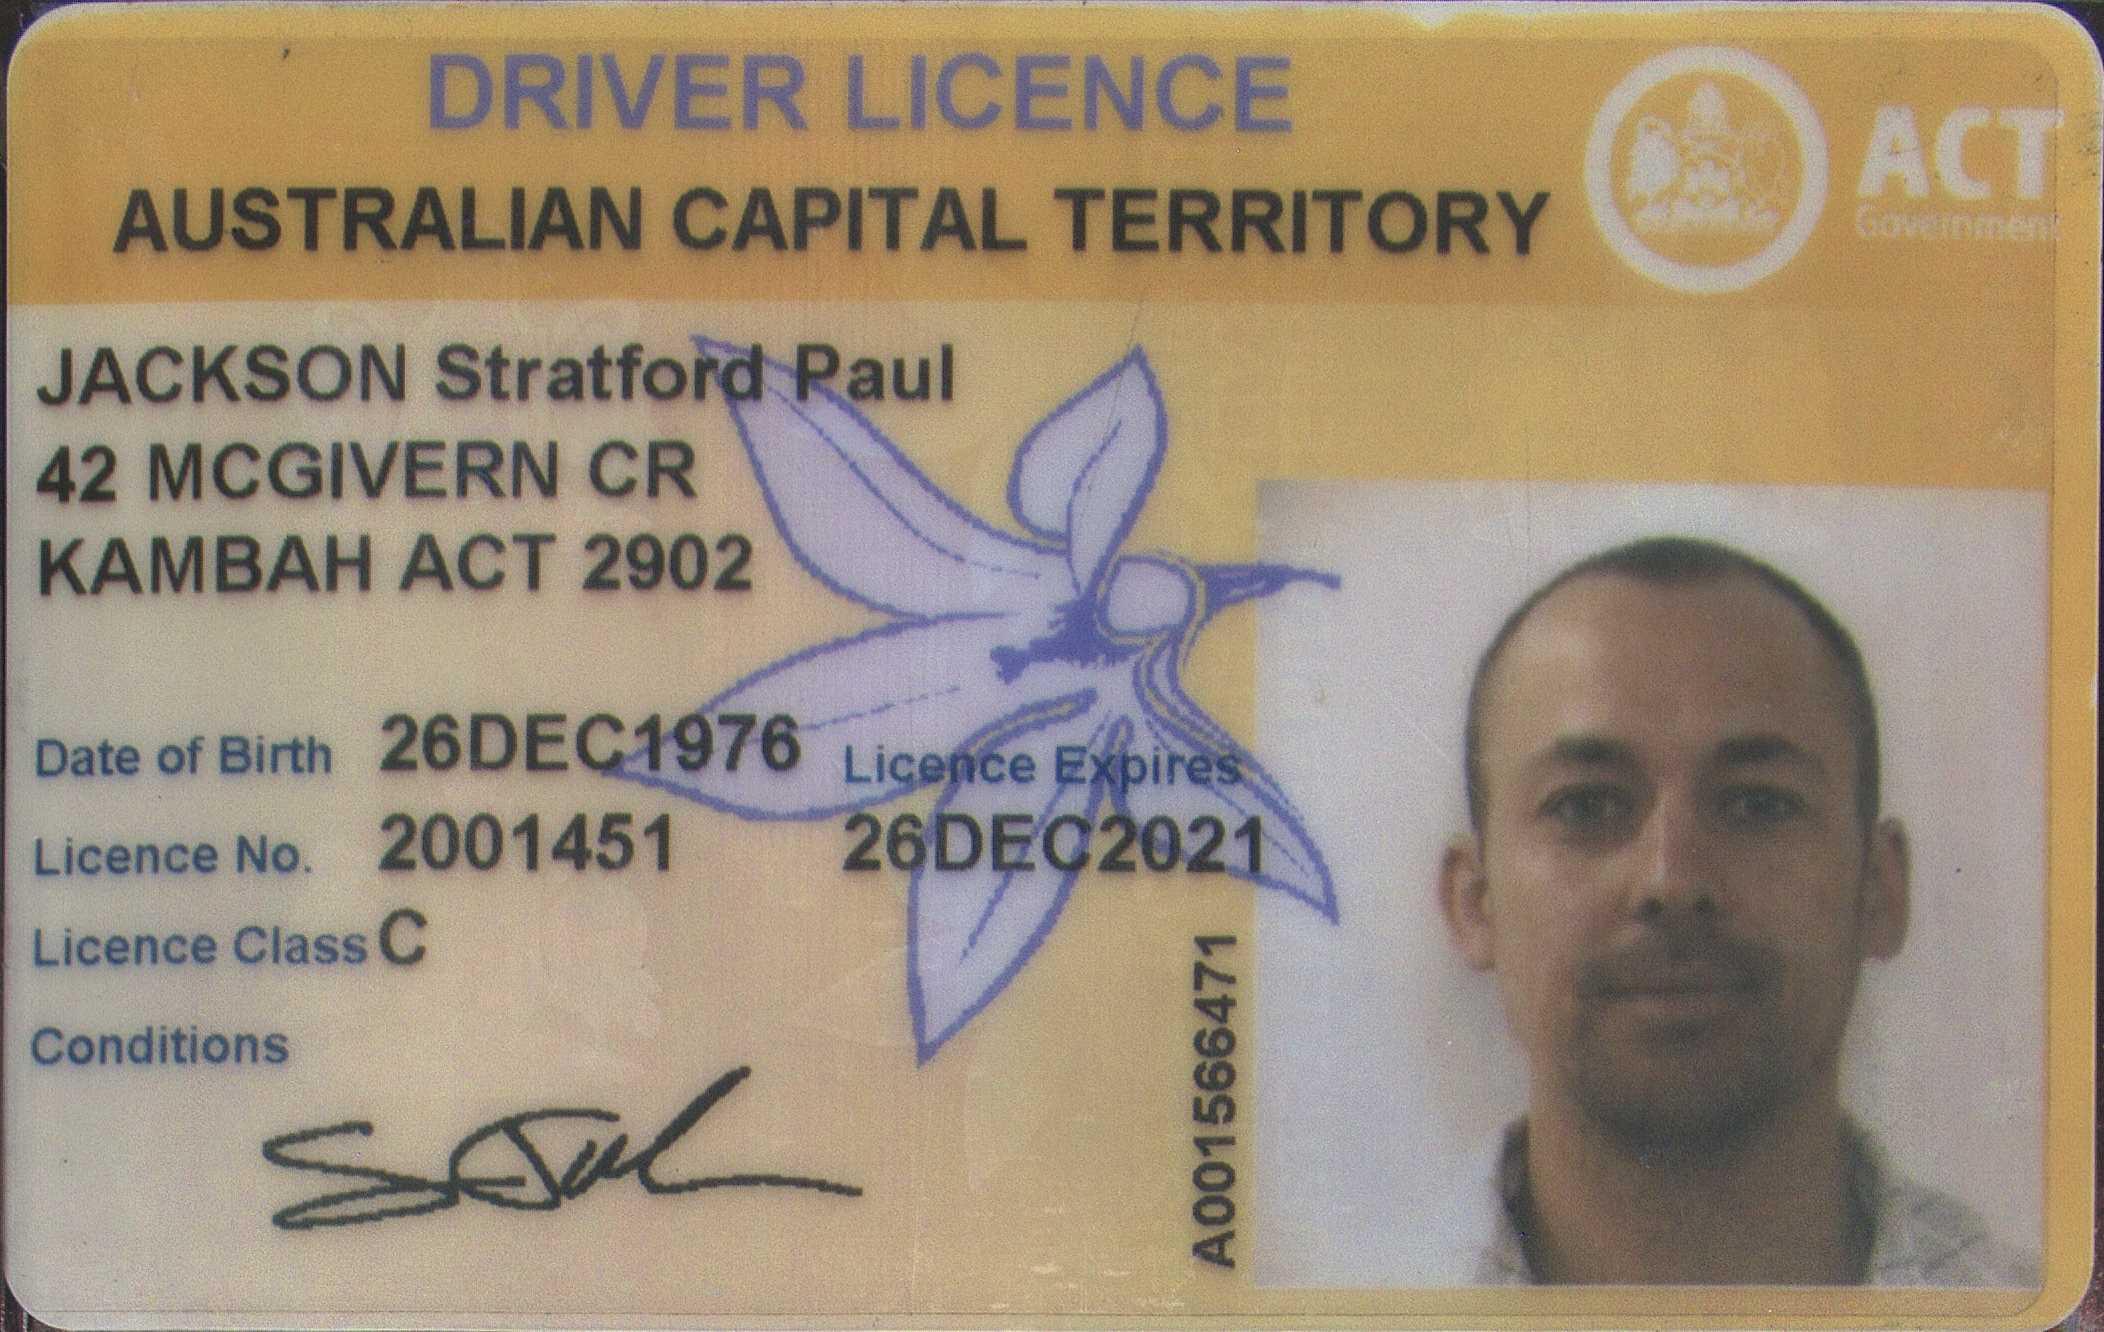 DRIVER LICENCE
AUSTRALIAN CAPITAL TERRITORY
ACT
Government
JACKSON Stratford Paul
42 MCGIVERN CR
KAMBAH ACT 2902
Date of Birth 26DEC1976 Licence Expires
Licence No. 2001451 26DEC2021
Licence Class C
Conditions
A001566471